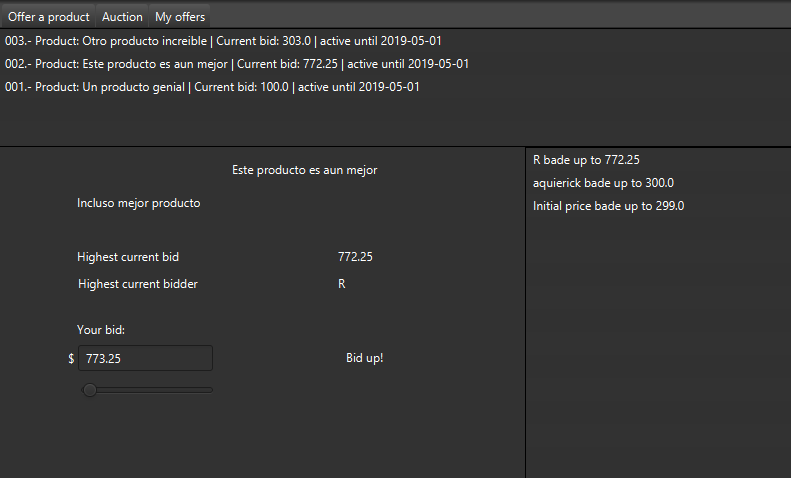 Offer a product Auction My offers
003.- Product: Otro producto increible | Current bid: 303.0 | active until 2019-05-01
002.- Product: Este producto es aun mejor | Current bid: 772.25 | active until 2019-05-01
001.- Product: Un producto genial | Current bid: 100.0 | active until 2019-05-01
Este producto es aun mejor
Incluso mejor producto
Highest current bid 772.25
Highest current bidder R
Your bid:
$ 773.25 Bid up!
R bade up to 772.25
aquierick bade up to 300.0
Initial price bade up to 299.0